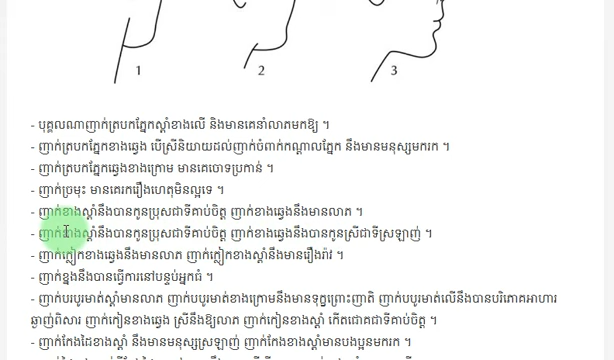 1 2 3
- បុគ្គលណាញាក់ត្របកភ្នែកស្ដាំខាងលើ និងមានគេនាំលាភមកឱ្យ ។
- ញាក់ត្របកភ្នែកខាងឆ្វេង បើស្រីនិយាយដល់ញាក់ចំពាក់កណ្ដាលភ្នែក នឹងមានមនុស្សមករក ។
- ញាក់ត្របកភ្នែកឆ្វេងខាងក្រោម មានគេចោទប្រកាន់ ។
- ញាក់ច្រមុះ មានគេរករឿងហេតុមិនល្អទេ ។
- ញាក់ខាងស្ដាំនឹងបានកូនប្រុសជាទីគាប់ចិត្ត ញាក់ខាងឆ្វេងនឹងមានលាភ ។
- ញាក់ខាងស្ដាំនឹងបានកូនប្រុសជាទីគាប់ចិត្ត ញាក់ខាងឆ្វេងនឹងបានកូនស្រីជាទីស្រឡាញ់ ។
- ញាក់ក្លៀកខាងឆ្វេងនឹងមានលាភ ញាក់ក្លៀកខាងស្ដាំនឹងមានរឿងរ៉ាវ ។
- ញាក់ខ្នងនឹងបានធ្វើការនៅបន្ទប់អ្នកធំ ។
- ញាក់បបូរមាត់ស្ដាំមានលាភ ញាក់បបូរមាត់ខាងក្រោមនឹងមានទុក្ខព្រោះញាតិ ញាក់បបូរមាត់លើនឹងបានបរិភោគអាហារ
ឆ្ងាញ់ពិសារ ញាក់កៀនខាងឆ្វេង ស្រីនឹងឱ្យលាភ ញាក់កៀនខាងស្ដាំ កើតជោគជាទីគាប់ចិត្ត ។
- ញាក់កែងដៃខាងស្ដាំ នឹងមានមនុស្សស្រឡាញ់ ញាក់កែងខាងស្ដាំមានបងប្អូនមករក ។